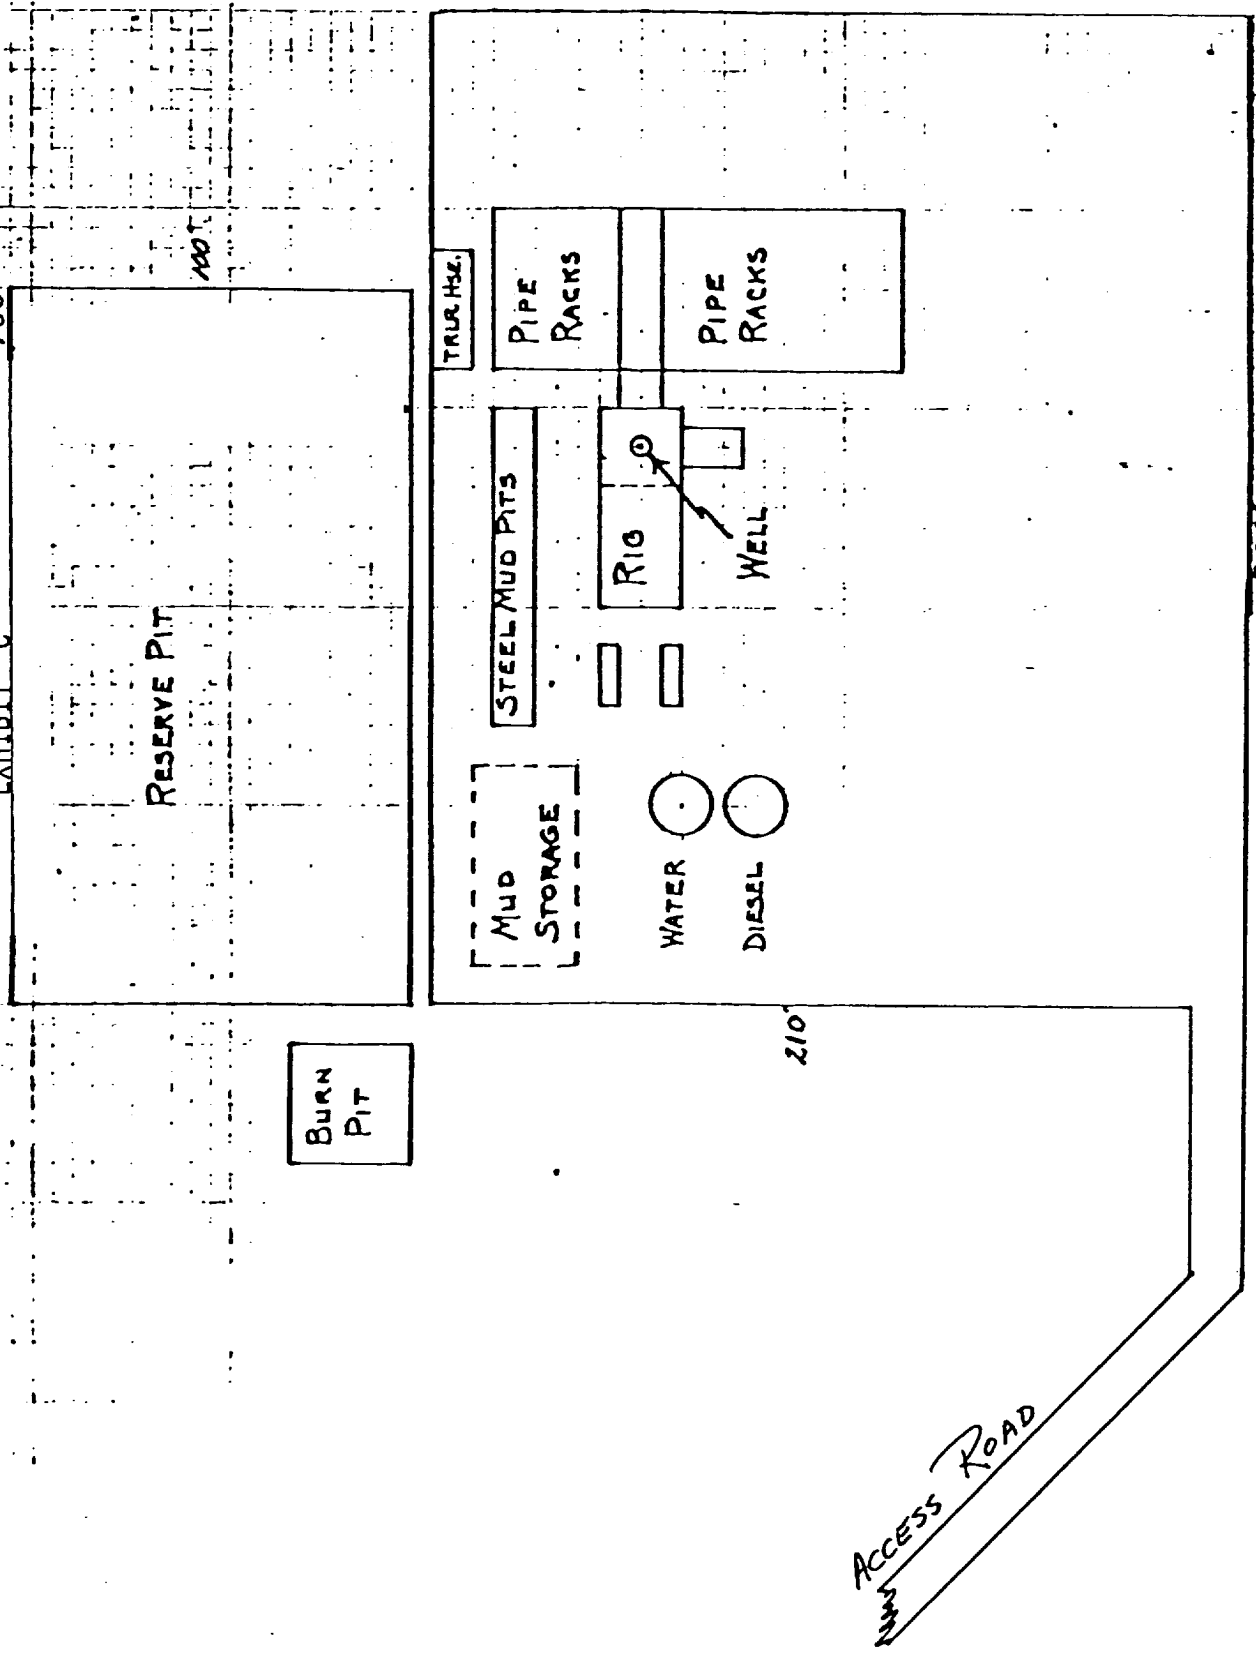 EXHIBIT C
RESERVE PIT
100'
BURN
PIT
TRLR HSE.
STEEL MUD PITS
PIPE
RACKS
MUD
STORAGE
RIG
PIPE
RACKS
WATER
WELL
DIESEL
210'
ACCESS ROAD